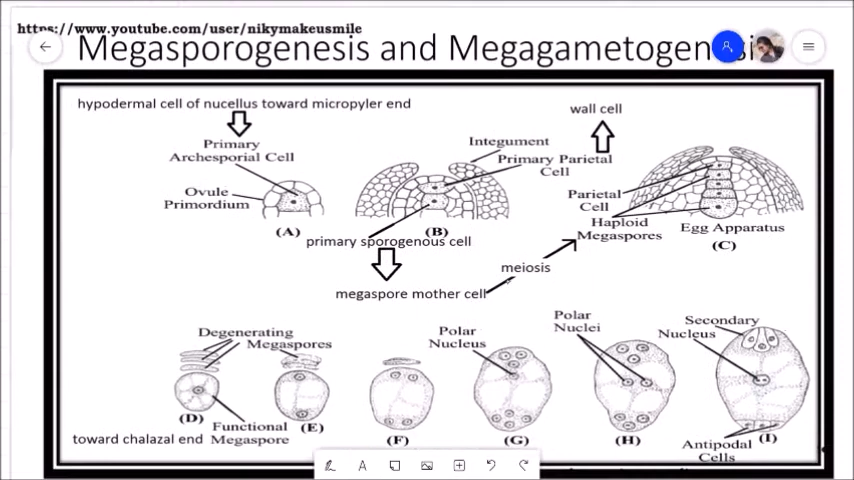 https://www.youtube.com/user/nikymakeusmile
Megasporogenesis and Megagametogenesi
hypodermal cell of nucellus toward micropyler end
wall cell
Primary
Archesporial Cell
Integument
Primary Parietal
Cell
Ovule
Primordium
Parietal
Cell
Haploid
Megaspores
Egg Apparatus
(A)
(B)
(C)
primary sporogenous cell
meiosis
megaspore mother cell
Degenerating
Megaspores
Polar
Nucleus
Polar
Nuclei
Secondary
Nucleus
(D)
Functional
Megaspore
(E)
(F)
(G)
(H)
(I)
toward chalazal end
Antipodal
Cells
A